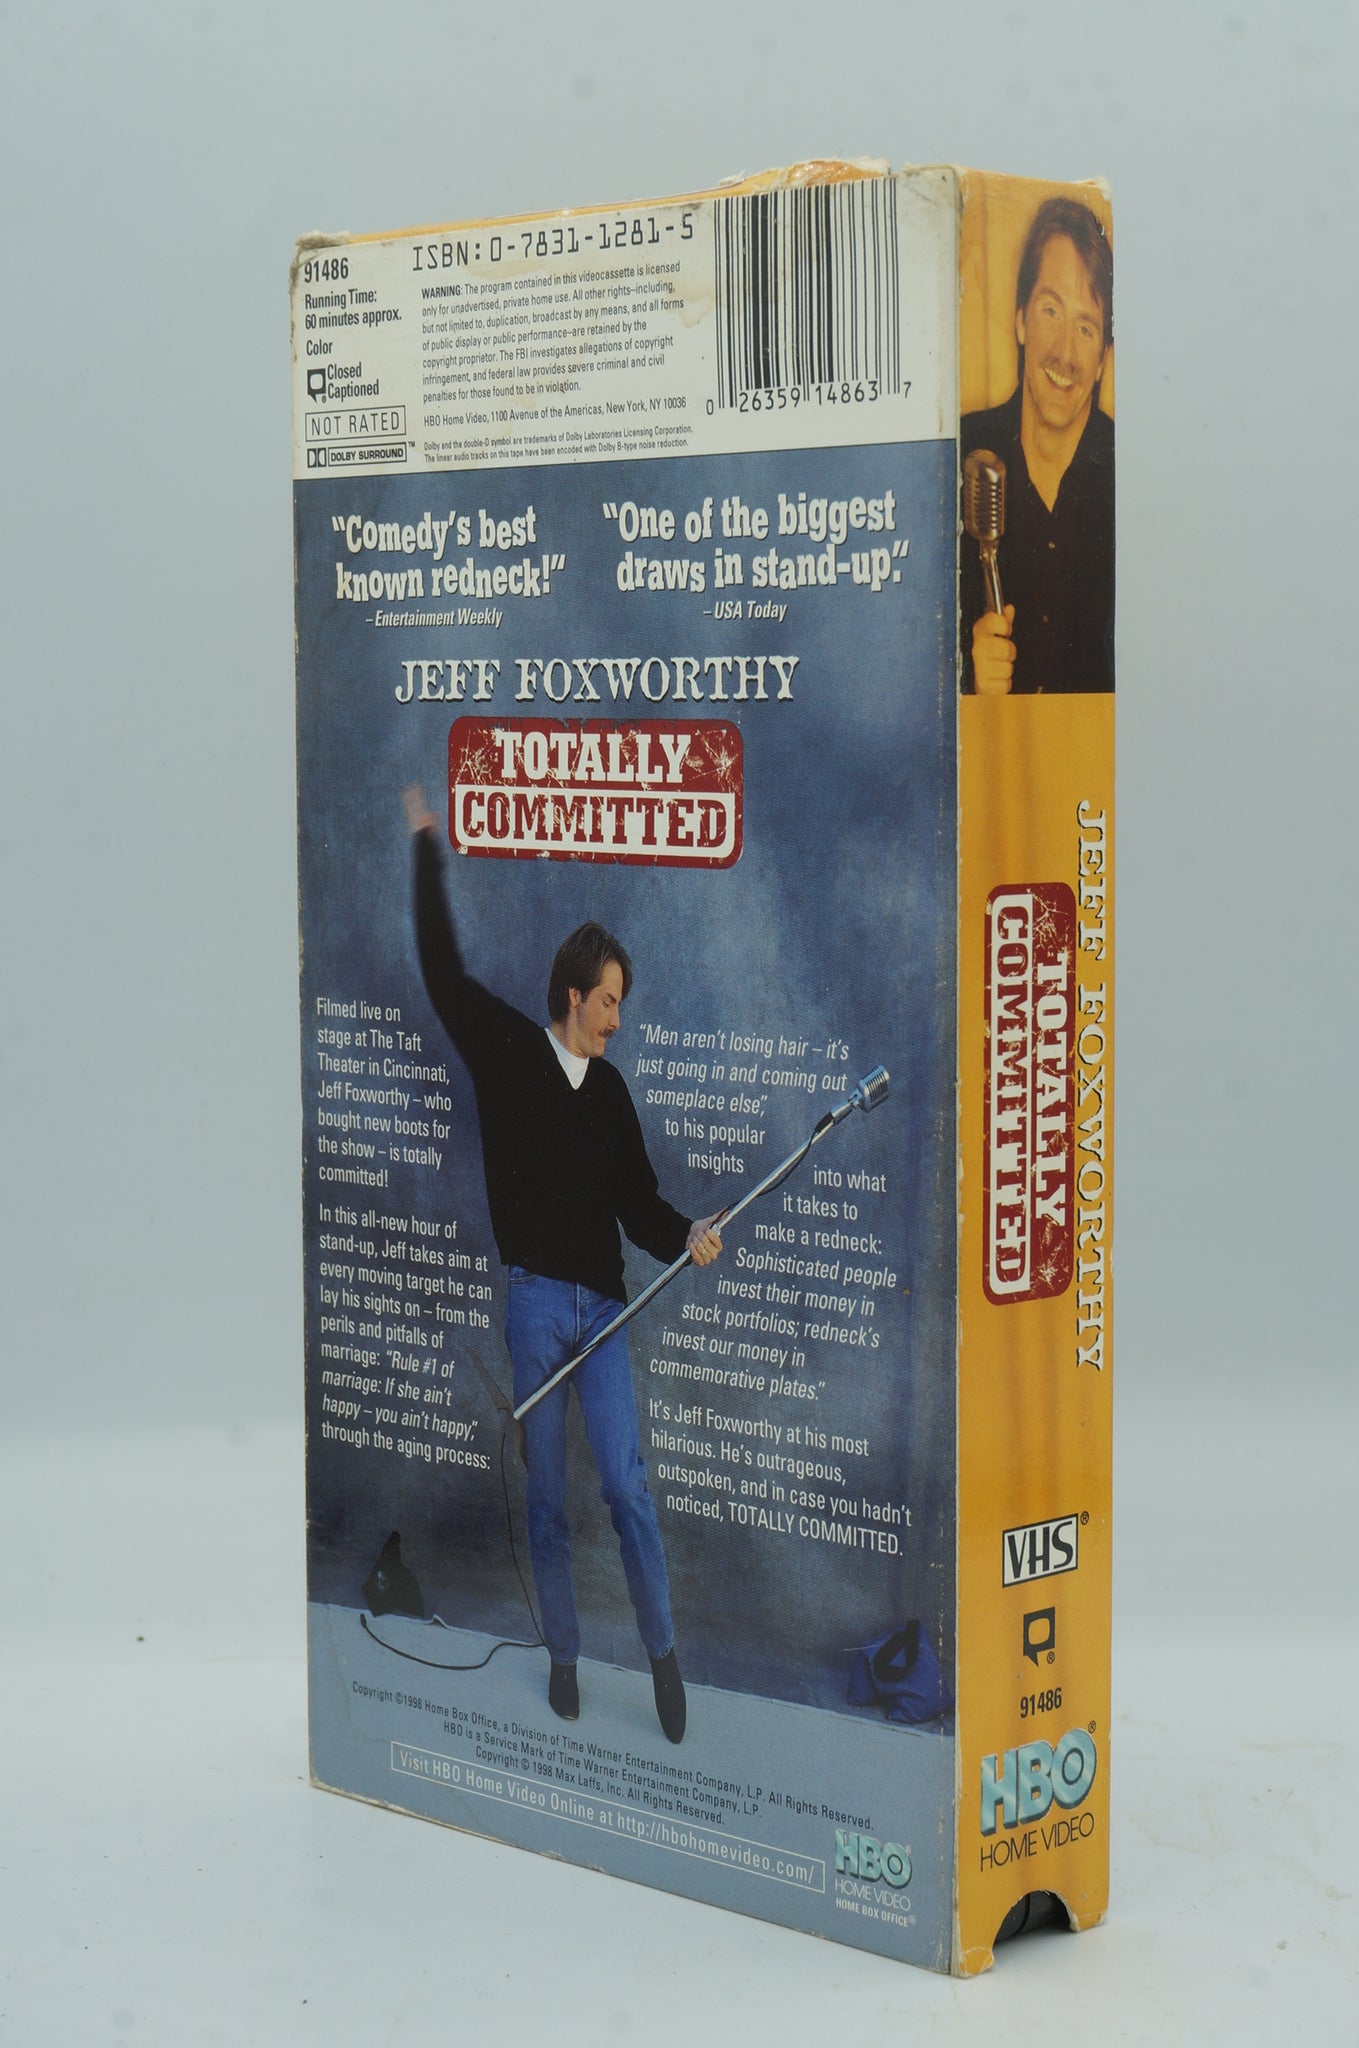 91486
Running Time:
60 minutes approx.
Color
Closed
Captioned
NOT RATED
DOLBY SURROUND™
ISBN: 0-7831-1281-5
WARNING: The program contained in this videocassette is licensed
only for unadvertised, private home use. All other rights–including,
but not limited to, duplication, broadcast by any means, and all forms
of public display or public performance–are retained by the
copyright proprietor. The FBI investigates allegations of copyright
infringement, and federal law provides severe criminal and civil
penalties for those found to be in violation.
HBO Home Video, 1100 Avenue of the Americas, New York, NY 10036
Dolby and the double-D symbol are trademarks of Dolby Laboratories Licensing Corporation.
The linear audio tracks on this tape have been encoded with Dolby B-type noise reduction.
0 26359 14863 7
"Comedy's best
known redneck!"
– Entertainment Weekly
"One of the biggest
draws in stand-up."
– USA Today
JEFF FOXWORTHY
TOTALLY
COMMITTED
Filmed live on
stage at The Taft
Theater in Cincinnati,
Jeff Foxworthy – who
bought new boots for
the show – is totally
committed!
In this all-new hour of
stand-up, Jeff takes aim at
every moving target he can
lay his sights on – from the
perils and pitfalls of
marriage: "Rule #1 of
marriage: If she ain't
happy – you ain't happy,"
through the aging process:
"Men aren't losing hair – it's
just going in and coming out
someplace else",
to his popular
insights
into what
it takes to
make a redneck:
Sophisticated people
invest their money in
stock portfolios; redneck's
invest our money in
commemorative plates."
It's Jeff Foxworthy at his most
hilarious. He's outrageous,
outspoken, and in case you hadn't
noticed, TOTALLY COMMITTED.
Copyright ©1998 Home Box Office, a Division of Time Warner Entertainment Company, L.P. All Rights Reserved.
HBO is a Service Mark of Time Warner Entertainment Company, L.P.
Copyright © 1998 Max Laffs, Inc. All Rights Reserved.
Visit HBO Home Video Online at http://hbohomevideo.com/
HBO
HOME VIDEO
HOME BOX OFFICE®
JEFF FOXWORTHY
TOTALLY
COMMITTED
VHS®
®
91486
HBO®
HOME VIDEO